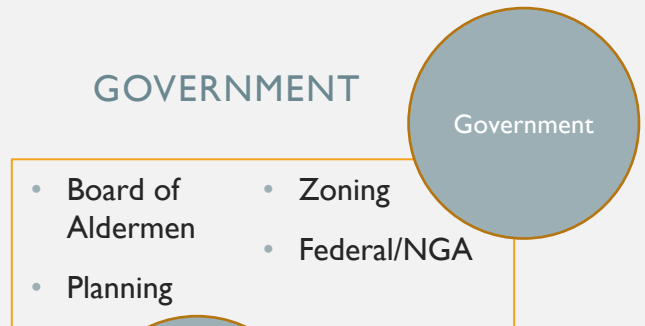 GOVERNMENT
Government
• Board of
Aldermen
• Planning
• Zoning
• Federal/NGA